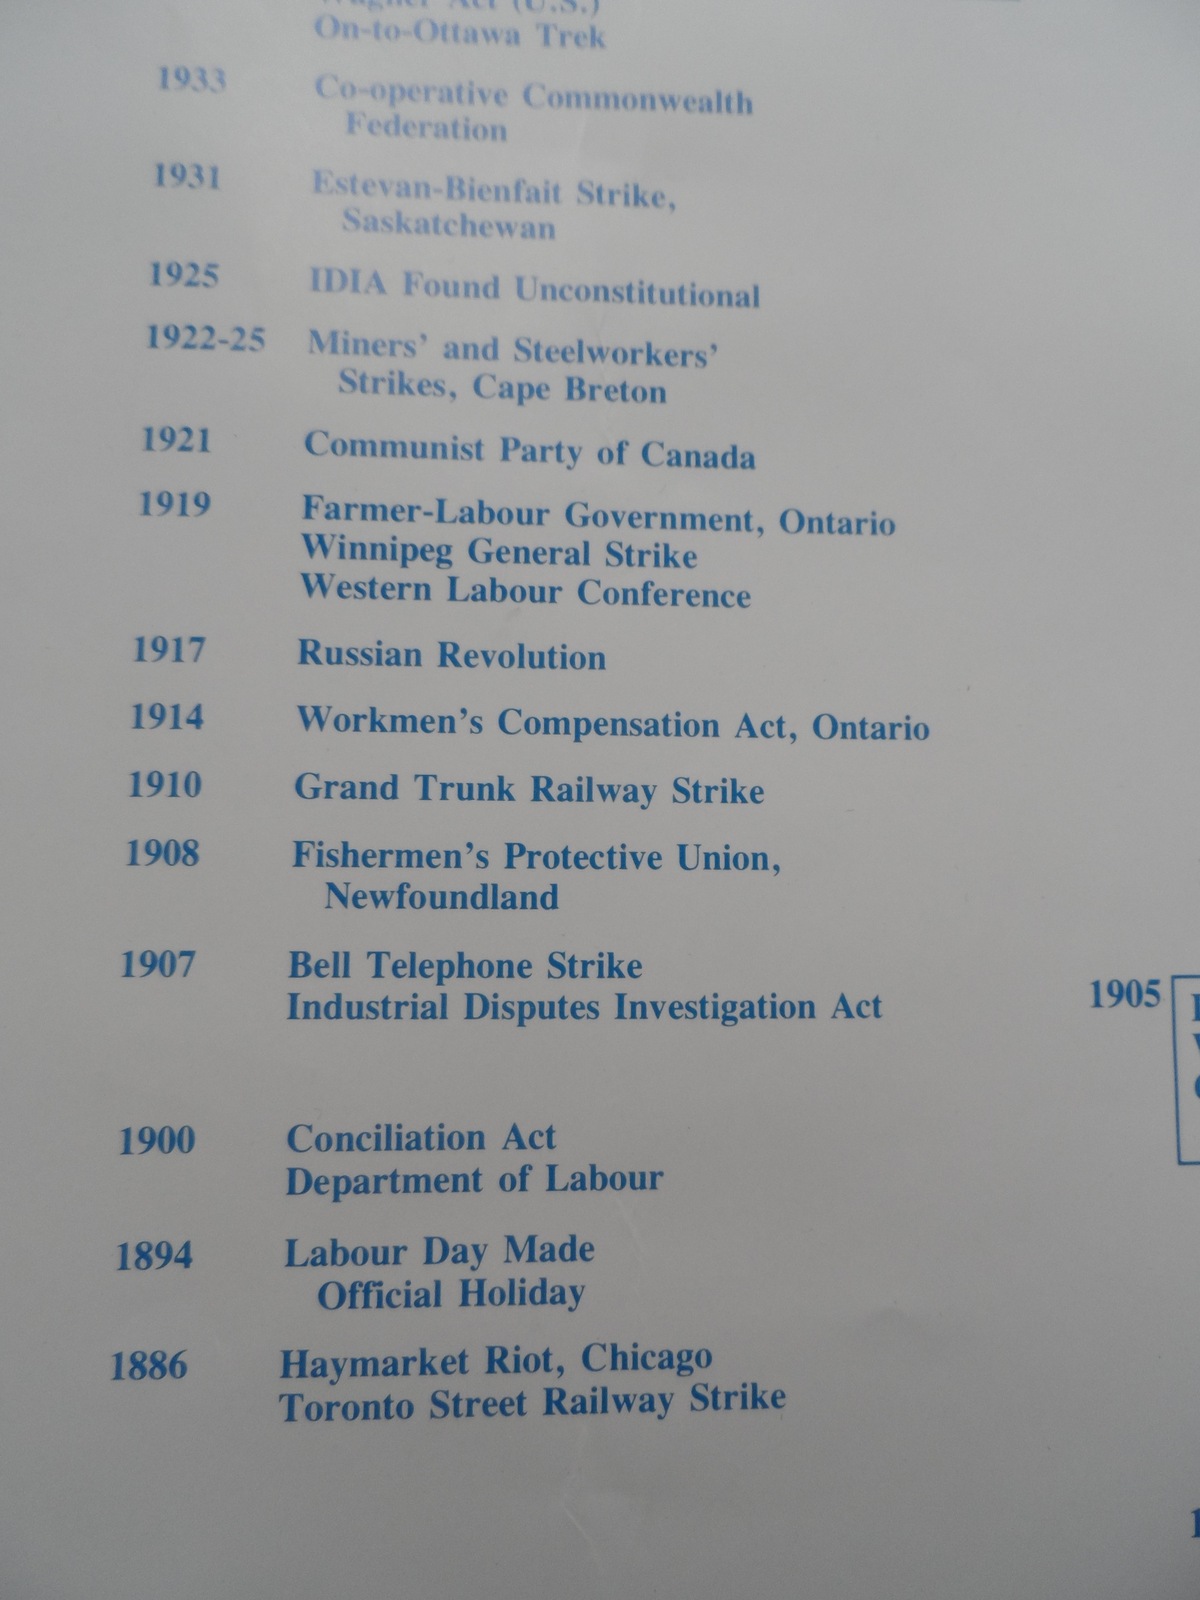 Wagner Act (U.S.)
On-to-Ottawa Trek
1933 Co-operative Commonwealth
Federation
1931 Estevan-Bienfait Strike,
Saskatchewan
1925 IDIA Found Unconstitutional
1922-25 Miners' and Steelworkers'
Strikes, Cape Breton
1921 Communist Party of Canada
1919 Farmer-Labour Government, Ontario
Winnipeg General Strike
Western Labour Conference
1917 Russian Revolution
1914 Workmen's Compensation Act, Ontario
1910 Grand Trunk Railway Strike
1908 Fishermen's Protective Union,
Newfoundland
1907 Bell Telephone Strike
Industrial Disputes Investigation Act
1905
1900 Conciliation Act
Department of Labour
1894 Labour Day Made
Official Holiday
1886 Haymarket Riot, Chicago
Toronto Street Railway Strike